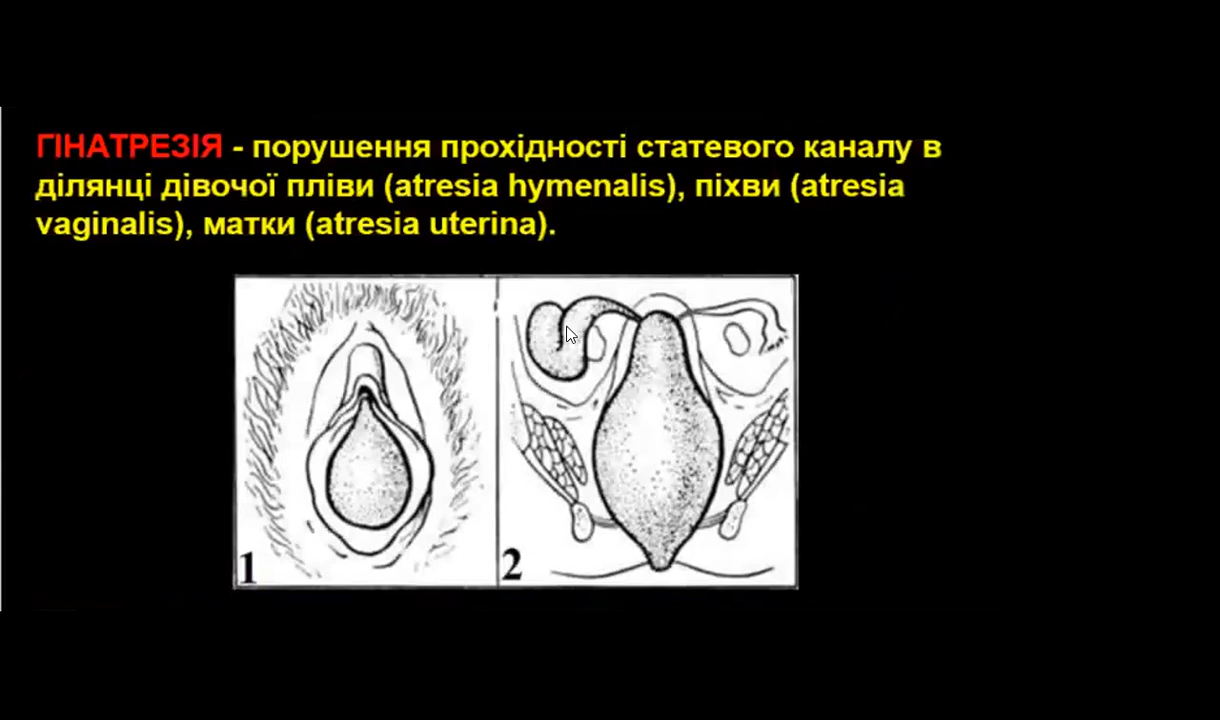 ГІНАТРЕЗІЯ - порушення прохідності статевого каналу в
ділянці дівочої пліви (atresia hymenalis), піхви (atresia
vaginalis), матки (atresia uterina).
1
2